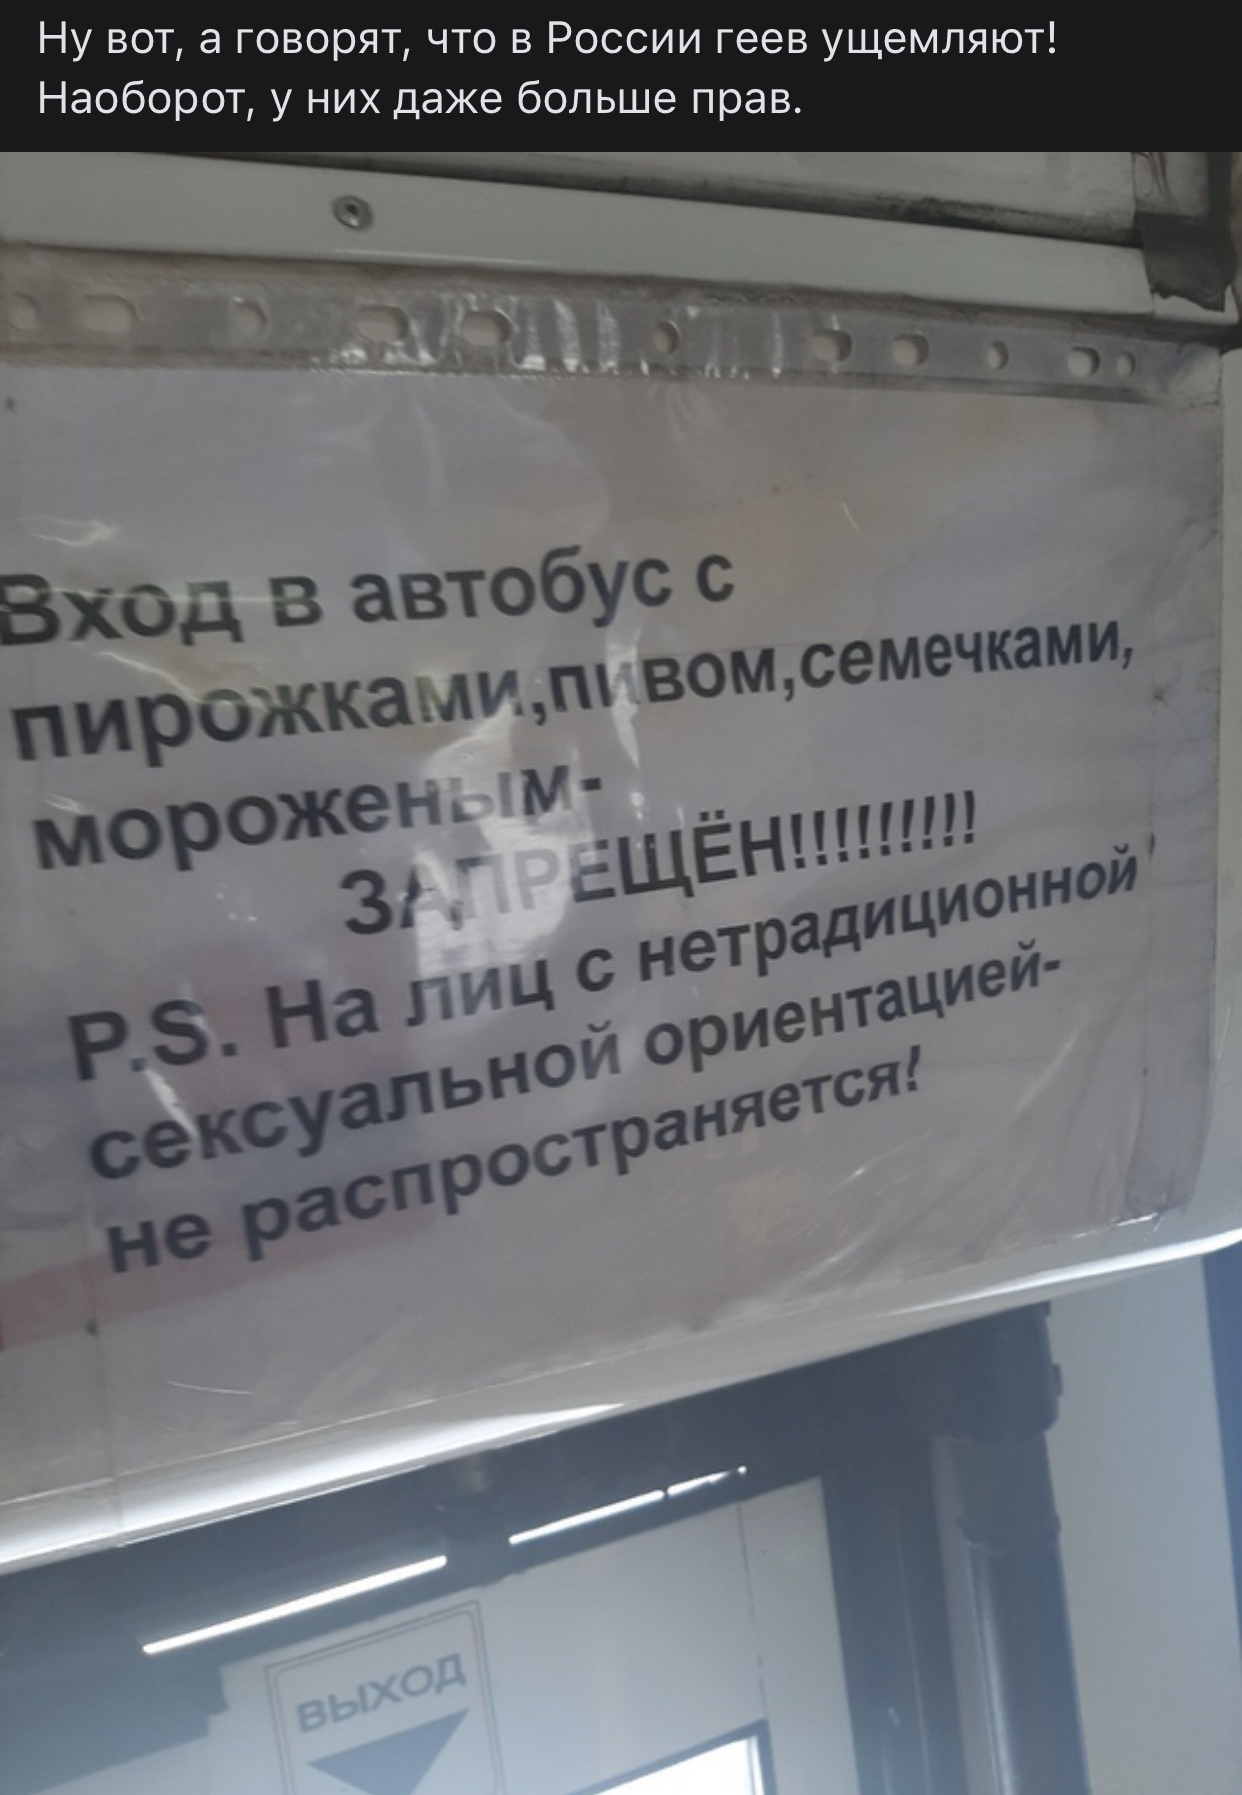 Ну вот, а говорят, что в России геев ущемляют!
Наоборот, у них даже больше прав.
Вход в автобус с
пирожками,пивом,семечками,
мороженым-
ЗАПРЕЩЁН!!!!!!!!!
P.S. На лиц с нетрадиционной
сексуальной ориентацией-
не распространяется!
ВЫХОД